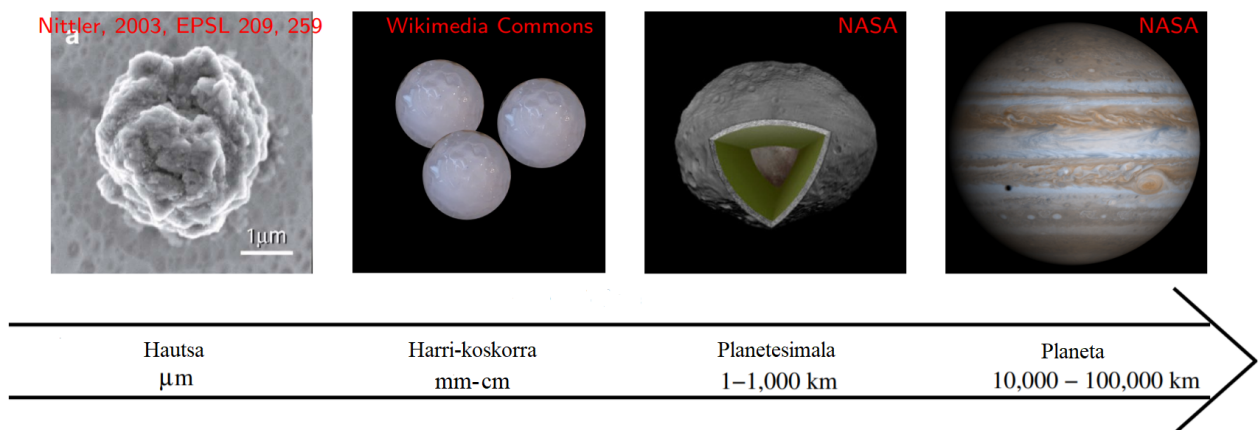 Nittler, 2003, EPSL 209, 259
a
1μm
Wikimedia Commons
NASA
NASA
Hautsa
μm
Harri-koskorra
mm-cm
Planetesimala
1–1,000 km
Planeta
10,000 – 100,000 km